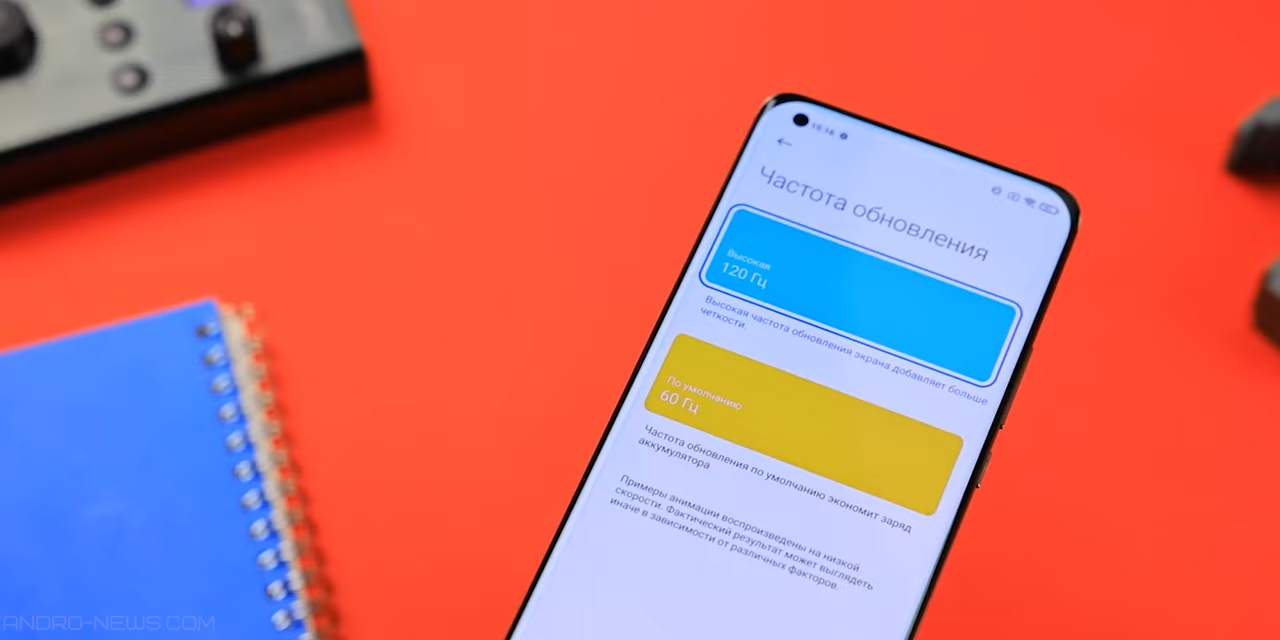 15:16
Частота обновления
Высокая
120 Гц
Высокая частота обновления экрана добавляет больше
четкости
По умолчанию
60 Гц
Частота обновления по умолчанию экономит заряд
аккумулятора
Примеры анимации воспроизведены на низкой
скорости. Фактический результат может выглядеть
иначе в зависимости от различных факторов.
ANDRO-NEWS.COM